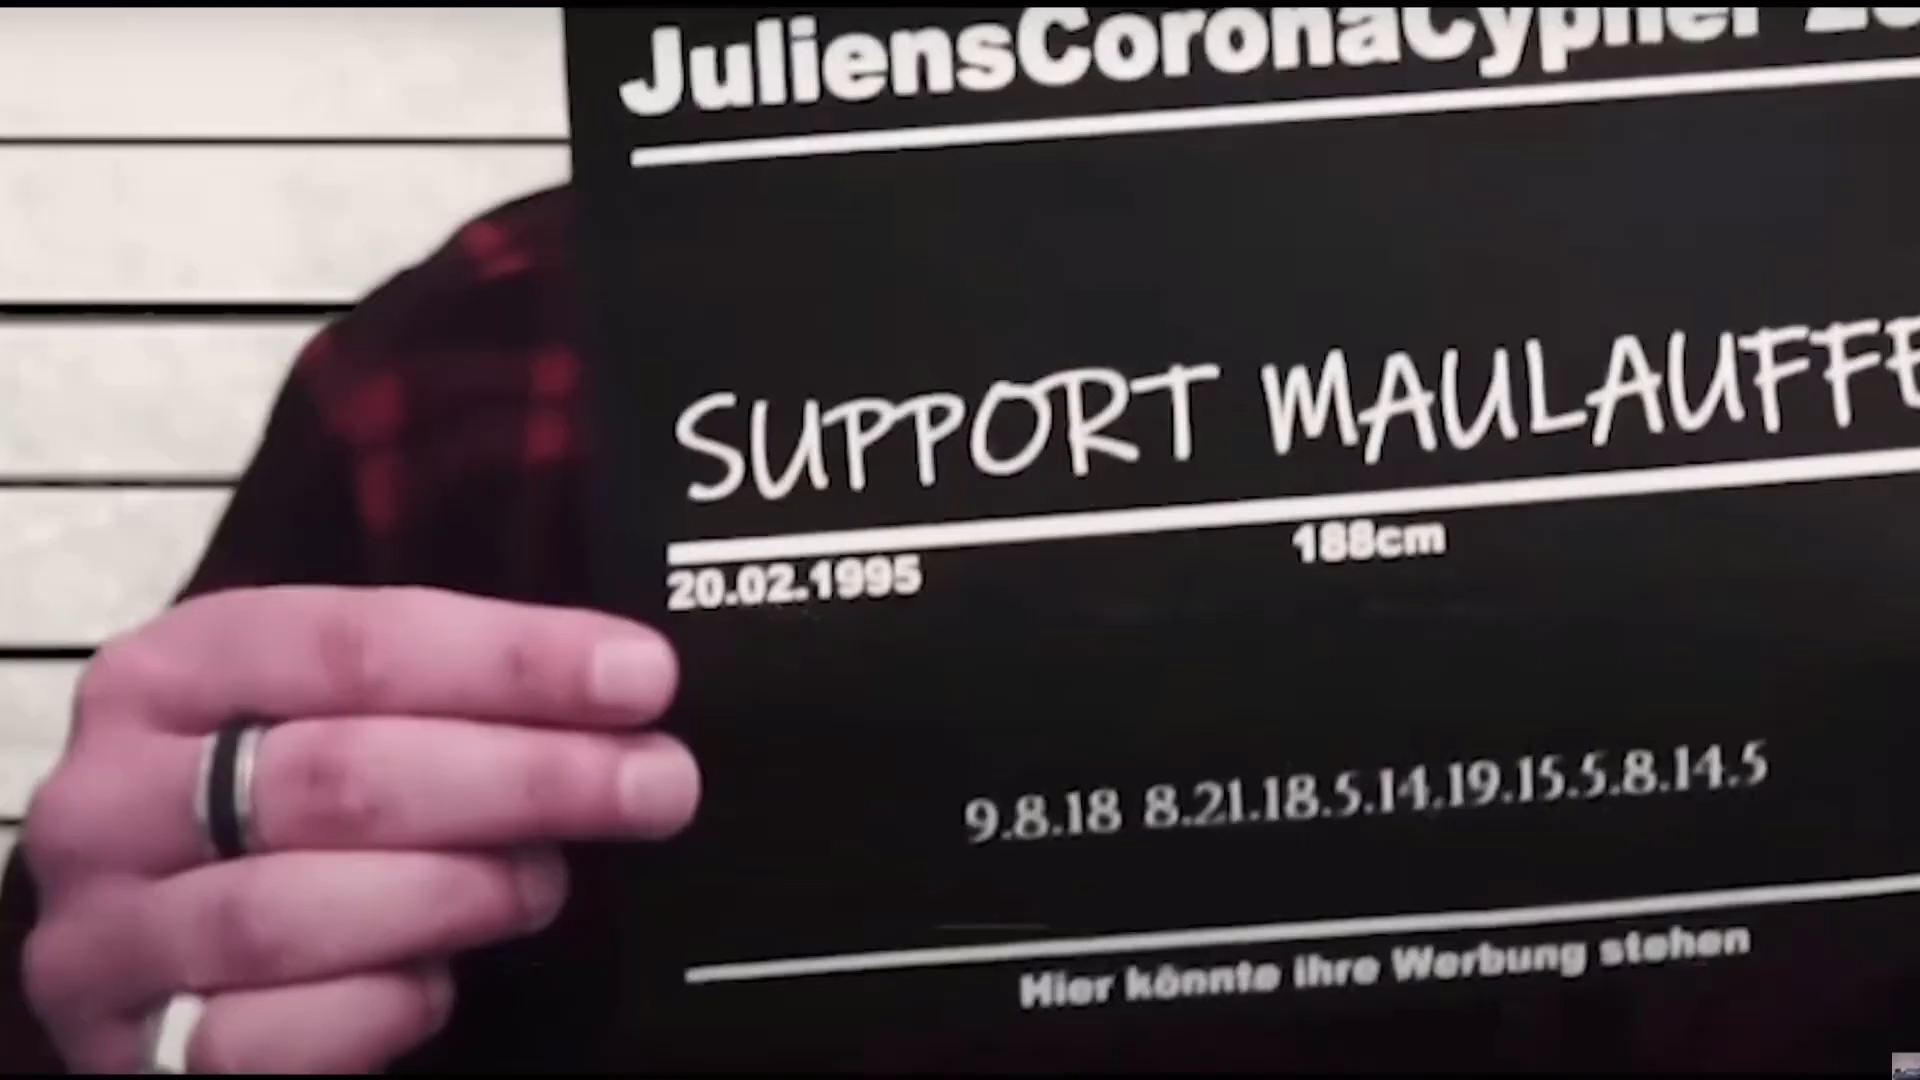 JuliensCoronaCypher
SUPPORT MAULAUFFE
20.02.1995 188cm
9.8.18 8.21.18.5.14.19.15.5.8.14.5
Hier könnte ihre Werbung stehen